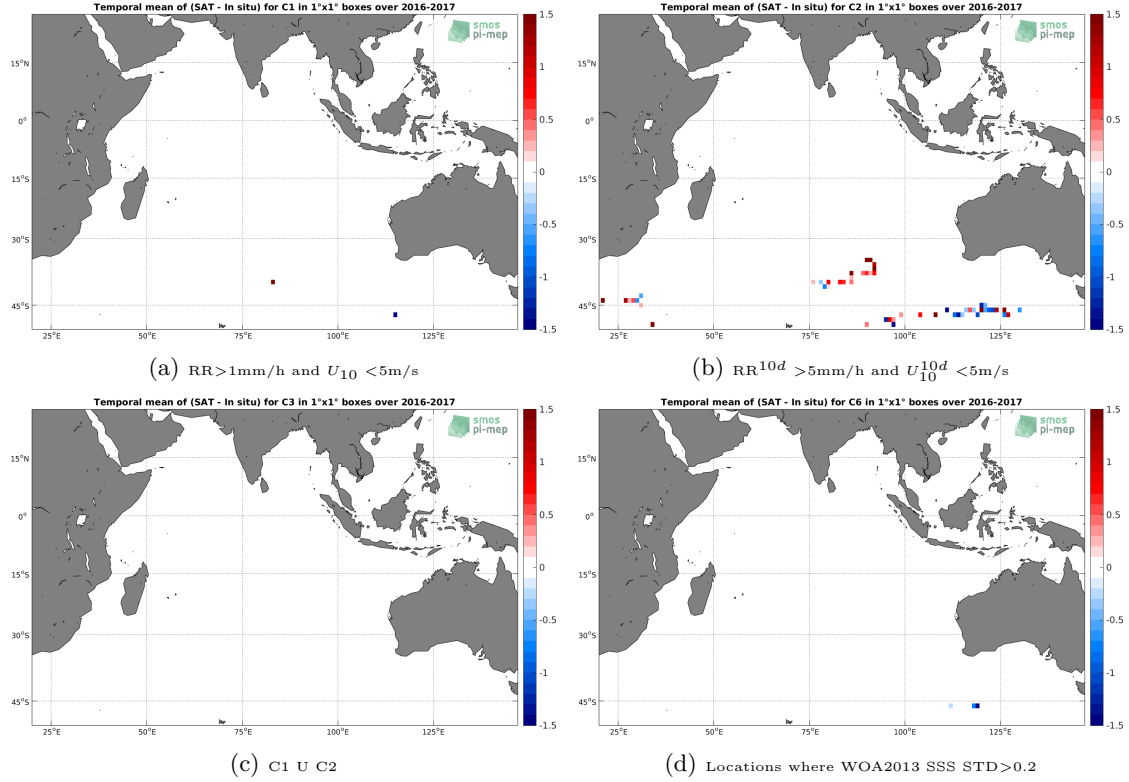 Temporal mean of (SAT - In situ) for C1 in 1°x1° boxes over 2016-2017
smos
pi-mep
15°N
0°
15°S
30°S
45°S
25°E
50°E
75°E
100°E
125°E
1.5
1
0.5
0
-0.5
-1
-1.5
(a) RR>1mm/h and U10 <5m/s
Temporal mean of (SAT - In situ) for C2 in 1°x1° boxes over 2016-2017
smos
pi-mep
15°N
0°
15°S
30°S
45°S
25°E
50°E
75°E
100°E
125°E
1.5
1
0.5
0
-0.5
-1
-1.5
(b) RR10d >5mm/h and U10 10d <5m/s
Temporal mean of (SAT - In situ) for C3 in 1°x1° boxes over 2016-2017
smos
pi-mep
15°N
0°
15°S
30°S
45°S
25°E
50°E
75°E
100°E
125°E
1.5
1
0.5
0
-0.5
-1
-1.5
(c) C1 U C2
Temporal mean of (SAT - In situ) for C6 in 1°x1° boxes over 2016-2017
smos
pi-mep
15°N
0°
15°S
30°S
45°S
25°E
50°E
75°E
100°E
125°E
1.5
1
0.5
0
-0.5
-1
-1.5
(d) Locations where WOA2013 SSS STD>0.2